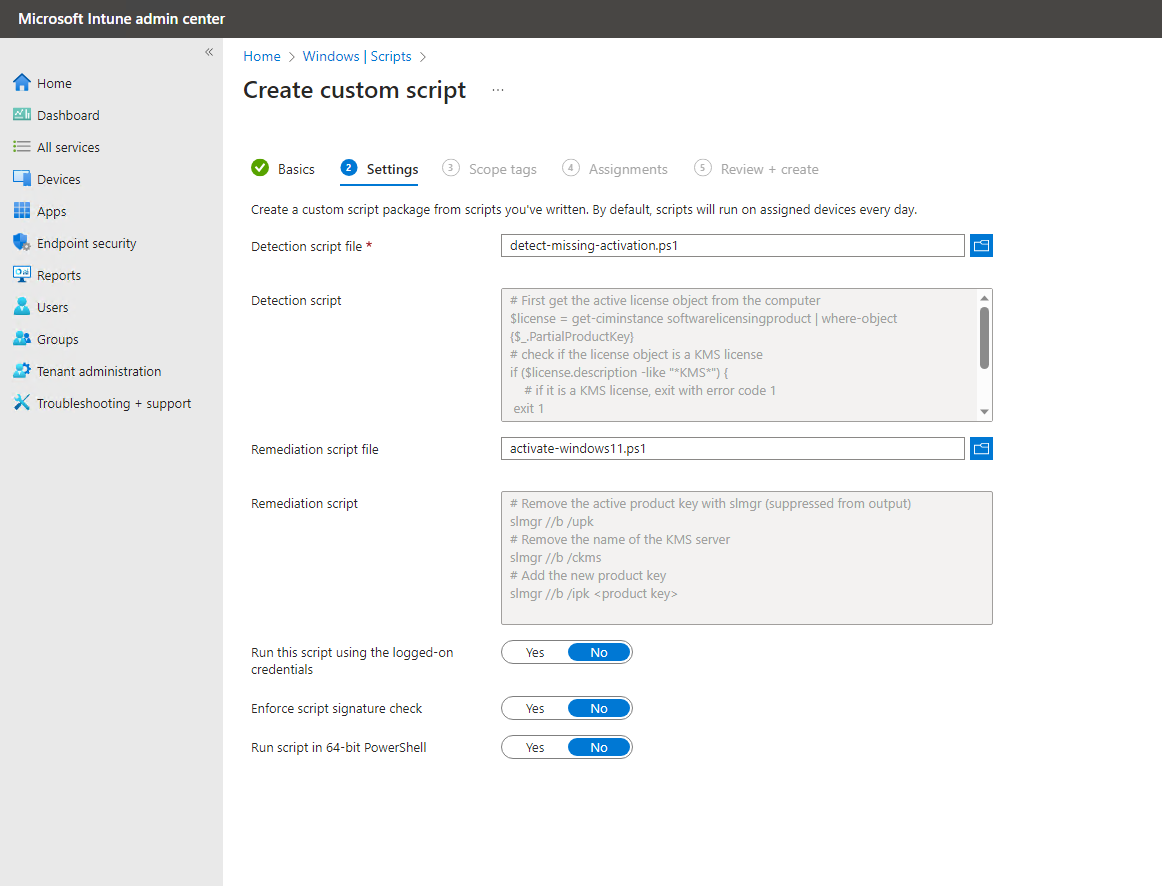 Microsoft Intune admin center
«
Home
Dashboard
All services
Devices
Apps
Endpoint security
Reports
Users
Groups
Tenant administration
Troubleshooting + support
Home > Windows | Scripts >
Create custom script ...
Basics 2 Settings 3 Scope tags 4 Assignments 5 Review + create
Create a custom script package from scripts you've written. By default, scripts will run on assigned devices every day.
Detection script file * detect-missing-activation.ps1
Detection script
# First get the active license object from the computer
$license = get-ciminstance softwarelicensingproduct | where-object
{$_.PartialProductKey}
# check if the license object is a KMS license
if ($license.description -like "*KMS*") {
# if it is a KMS license, exit with error code 1
exit 1
Remediation script file activate-windows11.ps1
Remediation script
# Remove the active product key with slmgr (suppressed from output)
slmgr //b /upk
# Remove the name of the KMS server
slmgr //b /ckms
# Add the new product key
slmgr //b /ipk <product key>
Run this script using the logged-on
credentials
Yes No
Enforce script signature check Yes No
Run script in 64-bit PowerShell Yes No